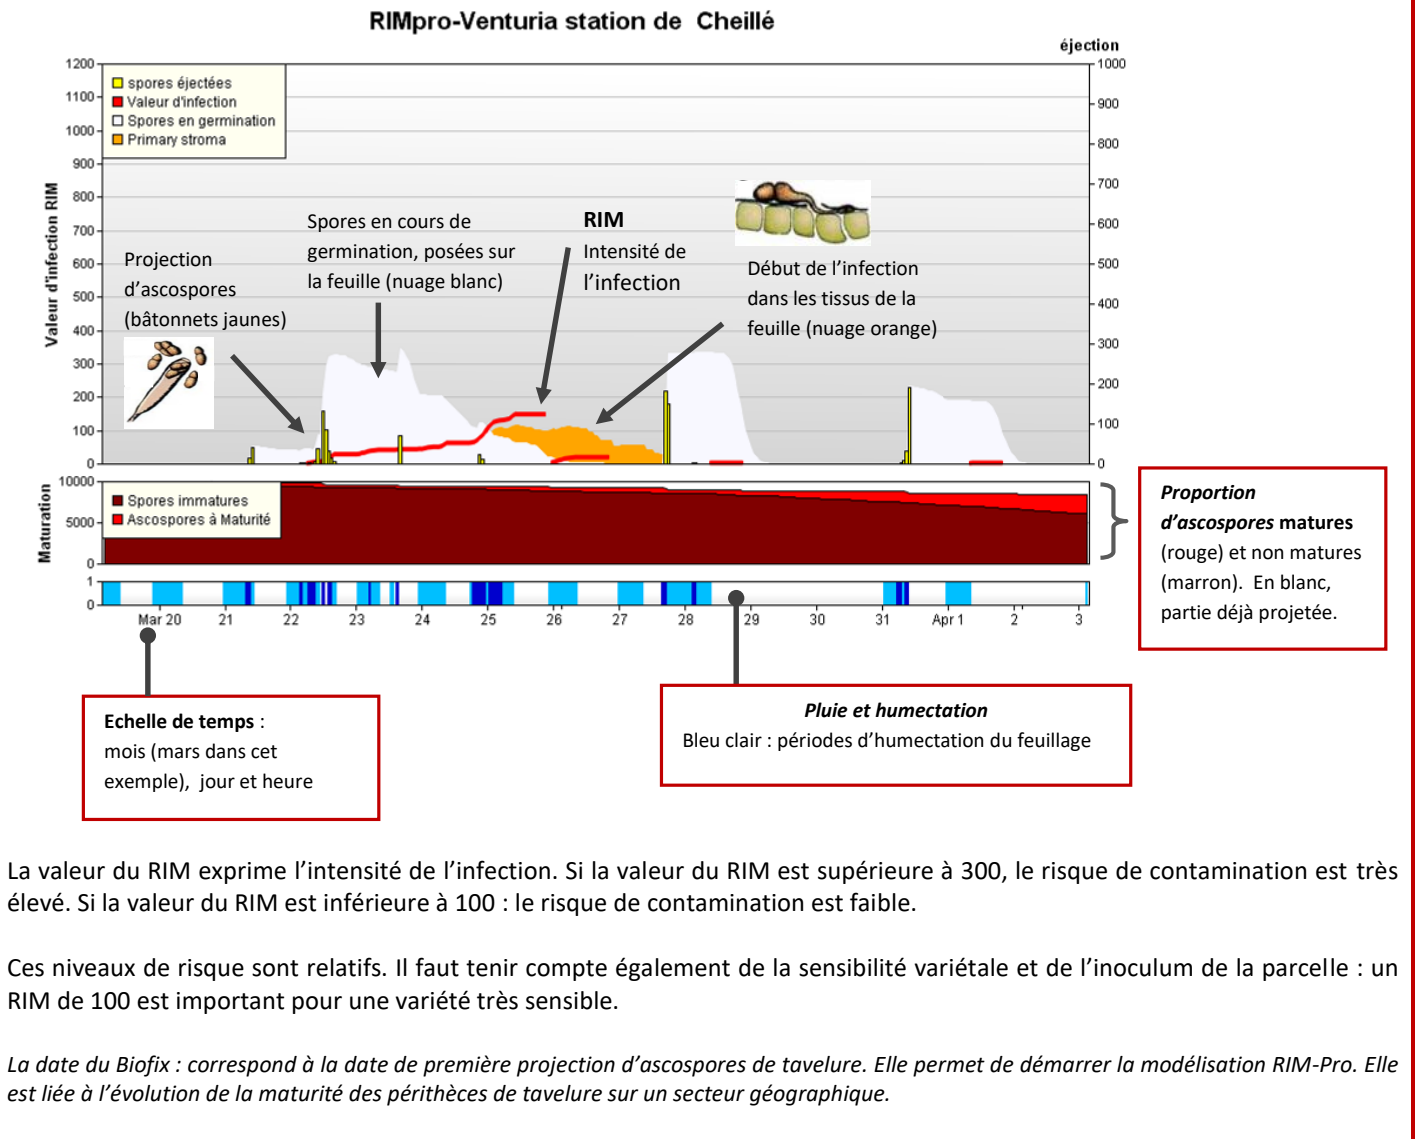 RIMpro-Venturia station de Cheillé
éjection
1200
1100
1000
900
800
700
600
500
400
300
200
100
0
Valeur d'infection RIM
1000
900
800
700
600
500
400
300
200
100
0
spores éjectées
Valeur d'infection
Spores en germination
Primary stroma
Projection
d'ascospores
(bâtonnets jaunes)
Spores en cours de
germination, posées sur
la feuille (nuage blanc)
RIM
Intensité de
l'infection
Début de l'infection
dans les tissus de la
feuille (nuage orange)
Maturation
10000
5000
0
Spores immatures
Ascospores à Maturité
1
0
Mar 20 21 22 23 24 25 26 27 28 29 30 31 Apr 1 2 3
Proportion
d'ascospores matures
(rouge) et non matures
(marron). En blanc,
partie déjà projetée.
Echelle de temps :
mois (mars dans cet
exemple), jour et heure
Pluie et humectation
Bleu clair : périodes d'humectation du feuillage
La valeur du RIM exprime l'intensité de l'infection. Si la valeur du RIM est supérieure à 300, le risque de contamination est très
élevé. Si la valeur du RIM est inférieure à 100 : le risque de contamination est faible.
Ces niveaux de risque sont relatifs. Il faut tenir compte également de la sensibilité variétale et de l'inoculum de la parcelle : un
RIM de 100 est important pour une variété très sensible.
La date du Biofix : correspond à la date de première projection d'ascospores de tavelure. Elle permet de démarrer la modélisation RIM-Pro. Elle
est liée à l'évolution de la maturité des périthèces de tavelure sur un secteur géographique.